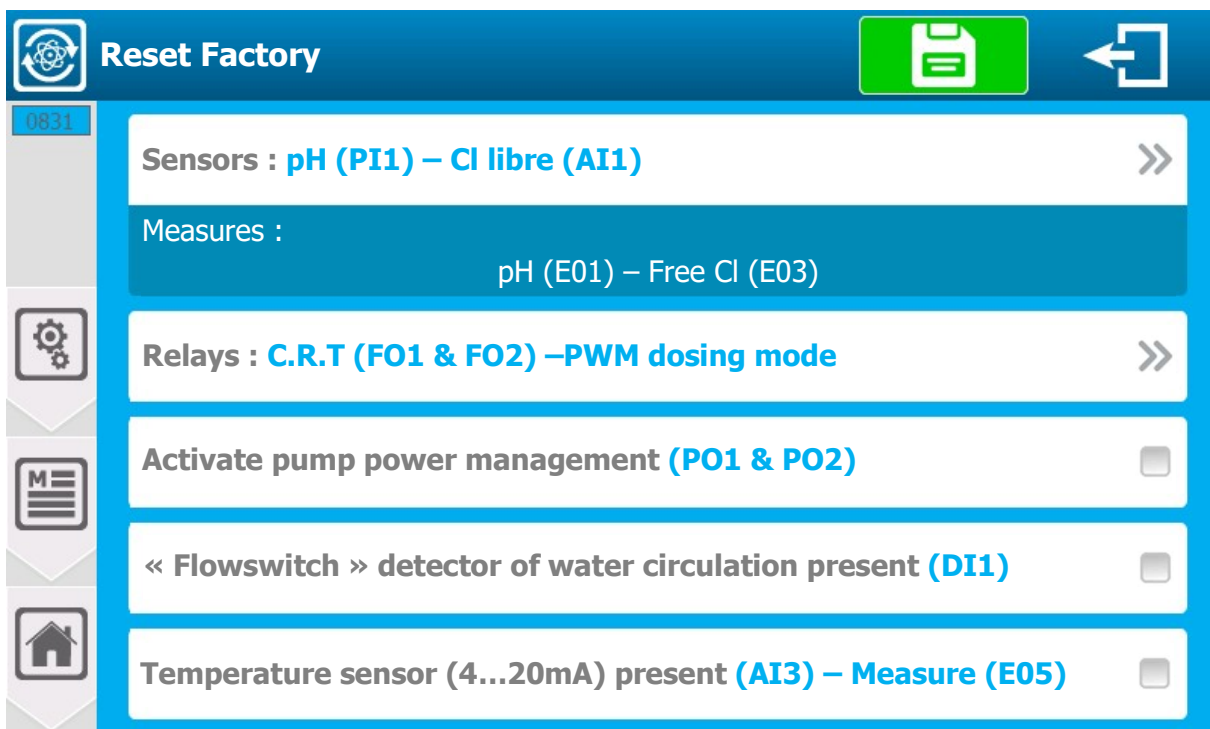 Reset Factory
0831
Sensors : pH (PI1) – Cl libre (AI1)
Measures :
pH (E01) – Free Cl (E03)
Relays : C.R.T (FO1 & FO2) –PWM dosing mode
Activate pump power management (PO1 & PO2)
M
« Flowswitch » detector of water circulation present (DI1)
Temperature sensor (4...20mA) present (AI3) – Measure (E05)